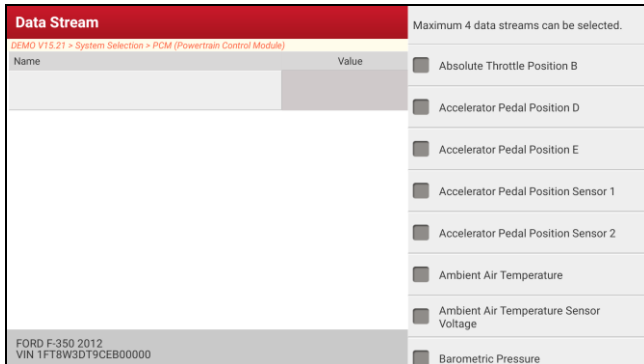 Data Stream
DEMO V15.21 > System Selection > PCM (Powertrain Control Module)
Name Value
FORD F-350 2012
VIN 1FT8W3DT9CEB00000
Maximum 4 data streams can be selected.
Absolute Throttle Position B
Accelerator Pedal Position D
Accelerator Pedal Position E
Accelerator Pedal Position Sensor 1
Accelerator Pedal Position Sensor 2
Ambient Air Temperature
Ambient Air Temperature Sensor
Voltage
Barometric Pressure